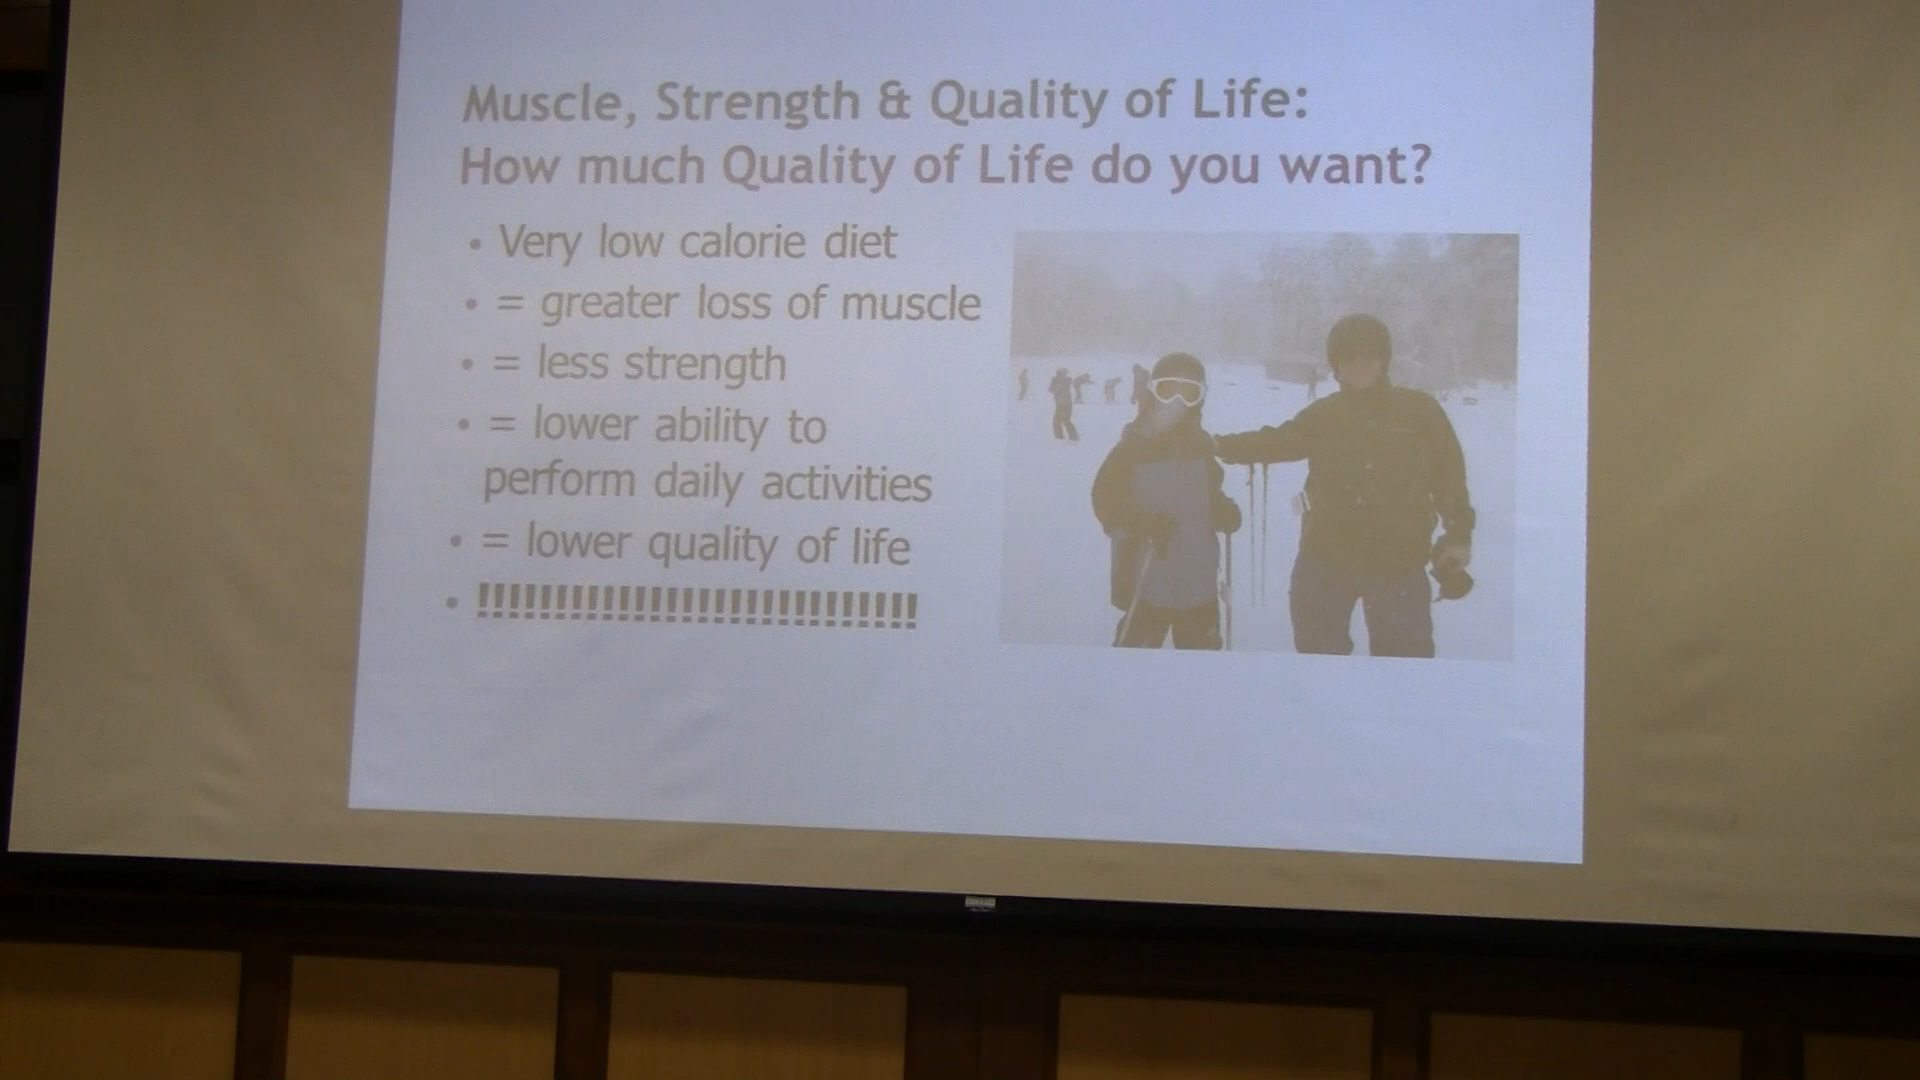 Muscle, Strength & Quality of Life:
How much Quality of Life do you want?
• Very low calorie diet
• = greater loss of muscle
• = less strength
• = lower ability to
perform daily activities
• = lower quality of life
• !!!!!!!!!!!!!!!!!!!!!!!!!!!!